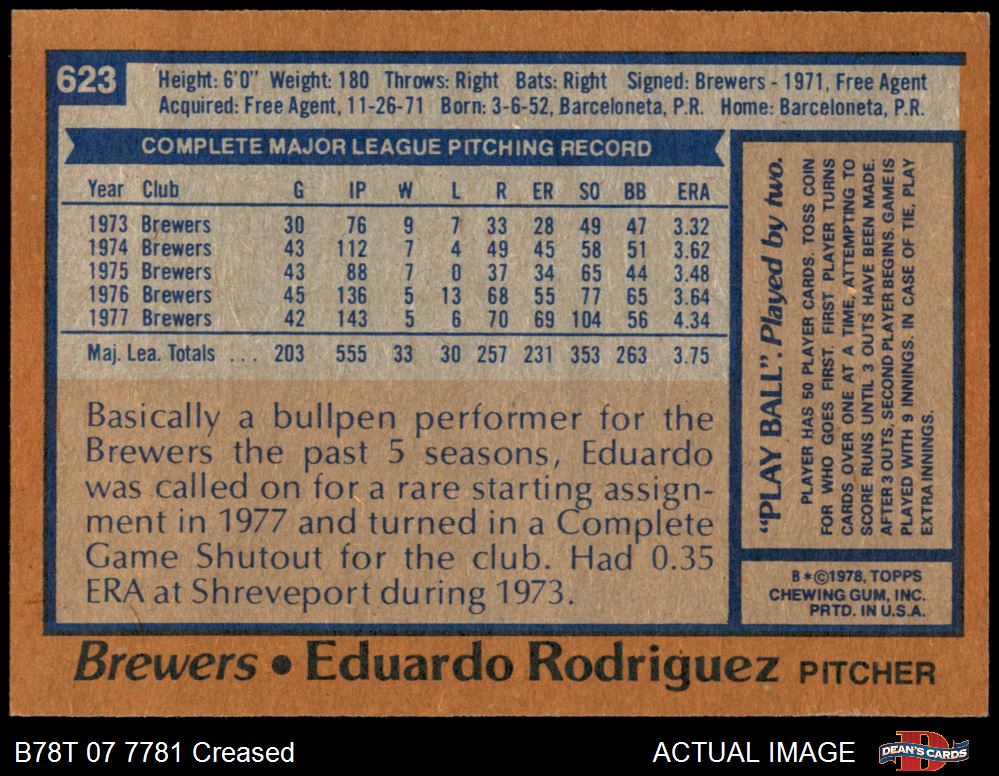 623
Height: 6'0" Weight: 180 Throws: Right Bats: Right Signed: Brewers - 1971, Free Agent
Acquired: Free Agent, 11-26-71 Born: 3-6-52, Barceloneta, P.R. Home: Barceloneta, P.R.
COMPLETE MAJOR LEAGUE PITCHING RECORD
Year Club G IP W L R ER SO BB ERA
1973 Brewers 30 76 9 7 33 28 49 47 3.32
1974 Brewers 43 112 7 4 49 45 58 51 3.62
1975 Brewers 43 88 7 0 37 34 65 44 3.48
1976 Brewers 45 136 5 13 68 55 77 65 3.64
1977 Brewers 42 143 5 6 70 69 104 56 4.34
Maj. Lea. Totals ... 203 555 33 30 257 231 353 263 3.75
Basically a bullpen performer for the
Brewers the past 5 seasons, Eduardo
was called on for a rare starting assign-
ment in 1977 and turned in a Complete
Game Shutout for the club. Had 0.35
ERA at Shreveport during 1973.
"PLAY BALL". Played by two.
PLAYER HAS 50 PLAYER CARDS. TOSS COIN
FOR WHO GOES FIRST. FIRST PLAYER TURNS
CARDS OVER ONE AT A TIME, ATTEMPTING TO
SCORE RUNS UNTIL 3 OUTS HAVE BEEN MADE.
AFTER 3 OUTS, SECOND PLAYER BEGINS. GAME IS
PLAYED WITH 9 INNINGS. IN CASE OF TIE, PLAY
EXTRA INNINGS.
B*©1978, TOPPS
CHEWING GUM, INC.
PRTD. IN U.S.A.
Brewers • Eduardo Rodriguez PITCHER
B78T 07 7781 Creased
ACTUAL IMAGE
D
DEAN'S CARDS